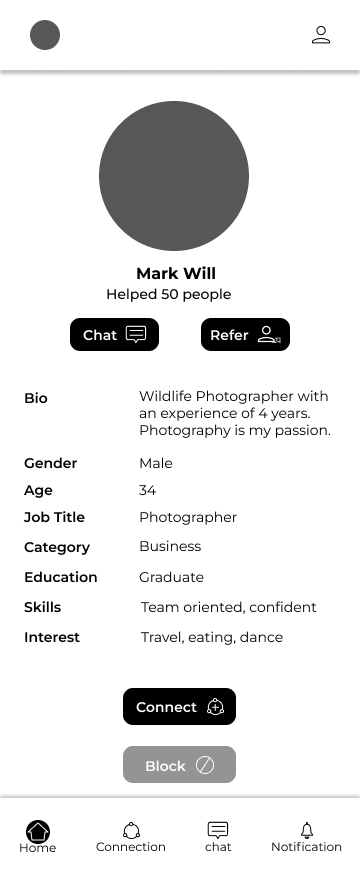 Mark Will
Helped 50 people
Chat
Refer
Bio
Wildlife Photographer with
an experience of 4 years.
Photography is my passion.
Gender
Male
Age
34
Job Title
Photographer
Category
Business
Education
Graduate
Skills
Team oriented, confident
Interest
Travel, eating, dance
Connect
Block
Home
Connection
chat
Notification